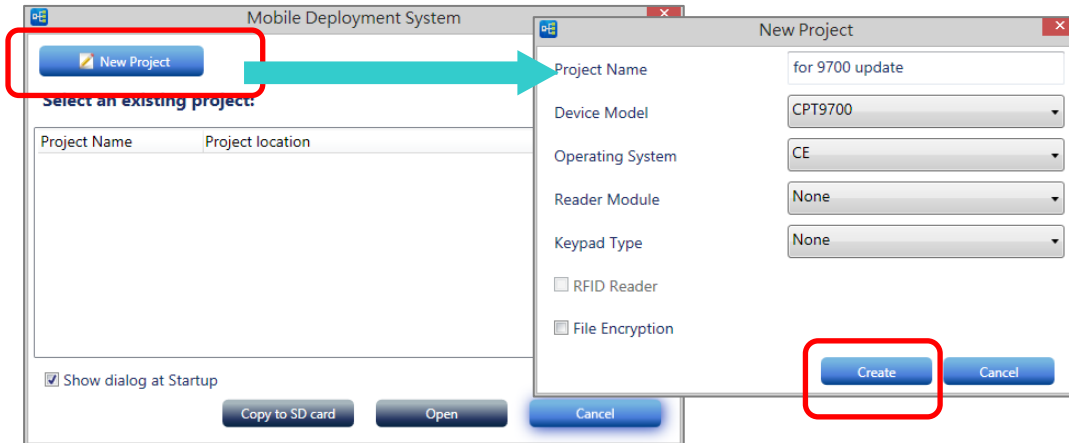 Mobile Deployment System
New Project
Select an existing project:
Project Name Project location
Show dialog at Startup
Copy to SD card Open Cancel
New Project
Project Name for 9700 update
Device Model CPT9700
Operating System CE
Reader Module None
Keypad Type None
RFID Reader
File Encryption
Create Cancel